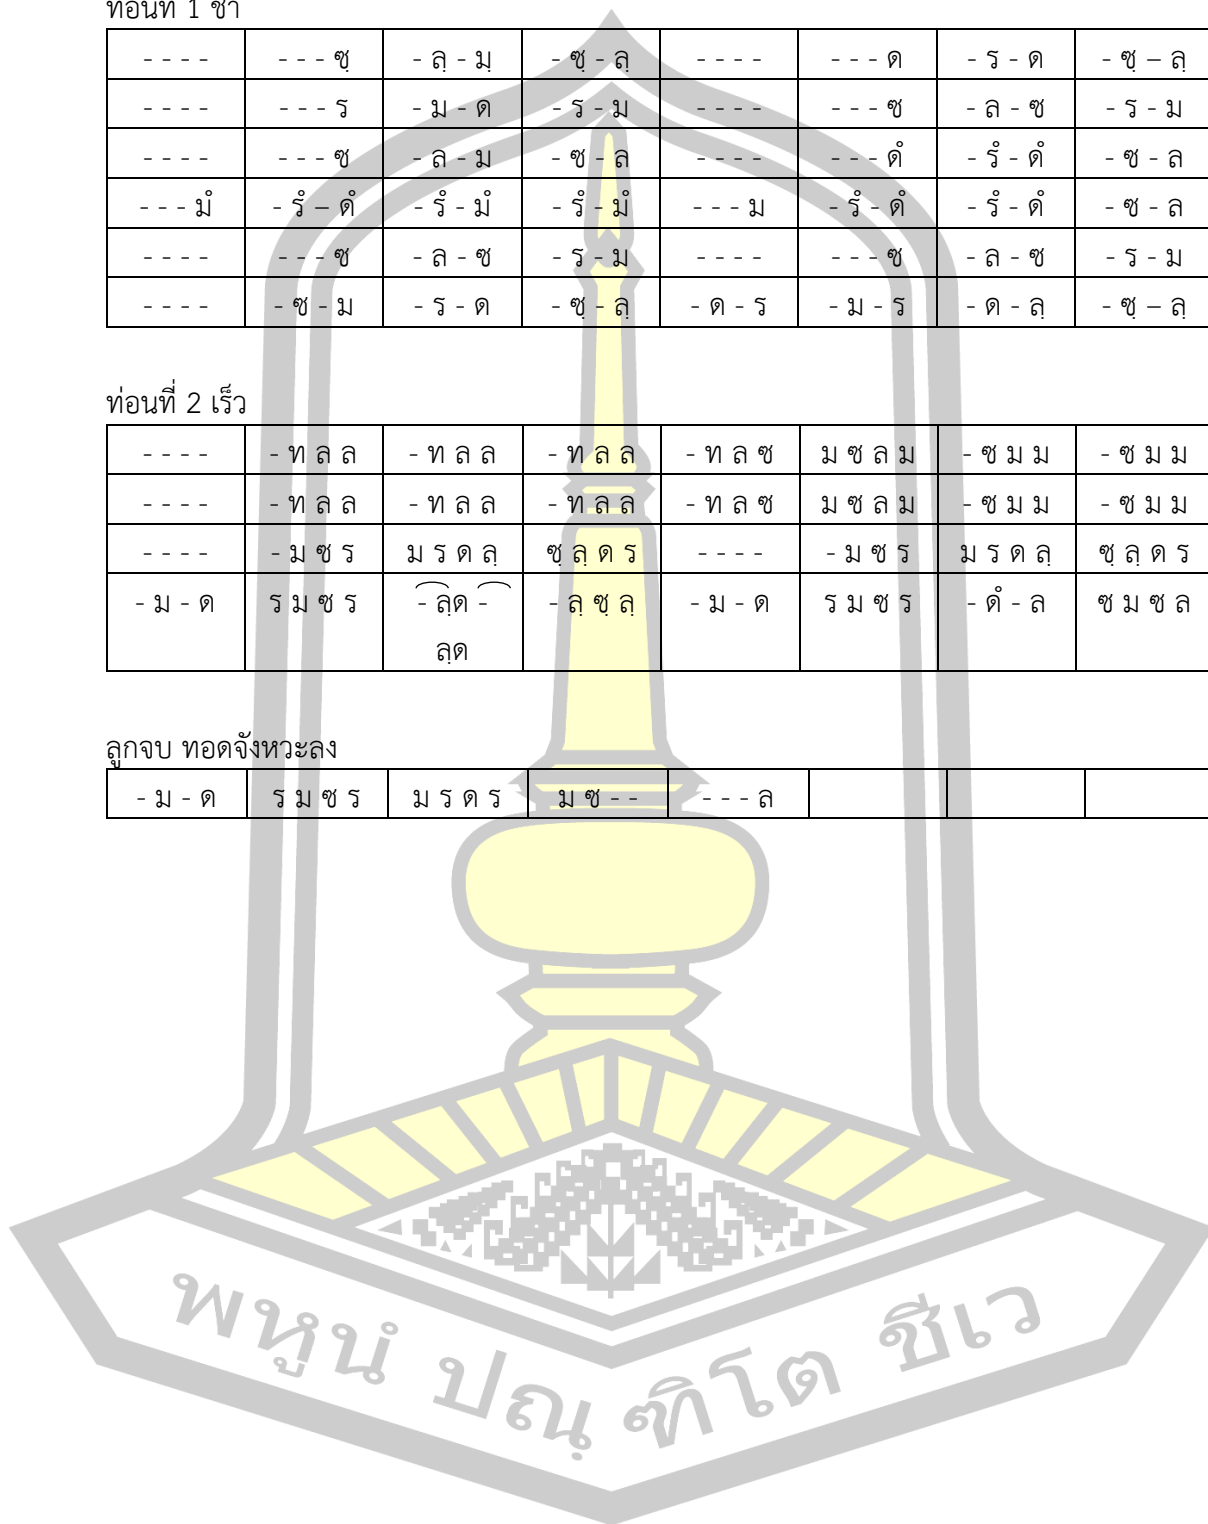 ท่อนที่ 1 ช้า
- - - - | - - - ซฺ | - ลฺ - มฺ | - ซฺ - ลฺ | - - - - | - - - ด | - ร - ด | - ซฺ – ลฺ
- - - - | - - - ร | - ม - ด | - ร - ม | - - - - | - - - ซ | - ล - ซ | - ร - ม
- - - - | - - - ซ | - ล - ม | - ซ - ล | - - - - | - - - ดํ | - รํ - ดํ | - ซ - ล
- - - มํ | - รํ – ดํ | - รํ - มํ | - รํ - มํ | - - - ม | - รํ - ดํ | - รํ - ดํ | - ซ - ล
- - - - | - - - ซ | - ล - ซ | - ร - ม | - - - - | - - - ซ | - ล - ซ | - ร - ม
- - - - | - ซ - ม | - ร - ด | - ซฺ - ลฺ | - ด - ร | - ม - ร | - ด - ลฺ | - ซฺ – ลฺ
ท่อนที่ 2 เร็ว
- - - - | - ท ล ล | - ท ล ล | - ท ล ล | - ท ล ซ | ม ซ ล ม | - ซ ม ม | - ซ ม ม
- - - - | - ท ล ล | - ท ล ล | - ท ล ล | - ท ล ซ | ม ซ ล ม | - ซ ม ม | - ซ ม ม
- - - - | - ม ซ ร | ม ร ด ลฺ | ซฺ ลฺ ด ร | - - - - | - ม ซ ร | ม ร ด ลฺ | ซฺ ลฺ ด ร
- ม - ด | ร ม ซ ร | - ลฺด - | - ลฺ ซฺ ลฺ | - ม - ด | ร ม ซ ร | - ดํ - ล | ซ ม ซ ล
ลฺด
ลูกจบ ทอดจังหวะลง
- ม - ด | ร ม ซ ร | ม ร ด ร | ม ซ - - | - - - ล
พหูนํ ปณฺ ฑิโต ชีเว